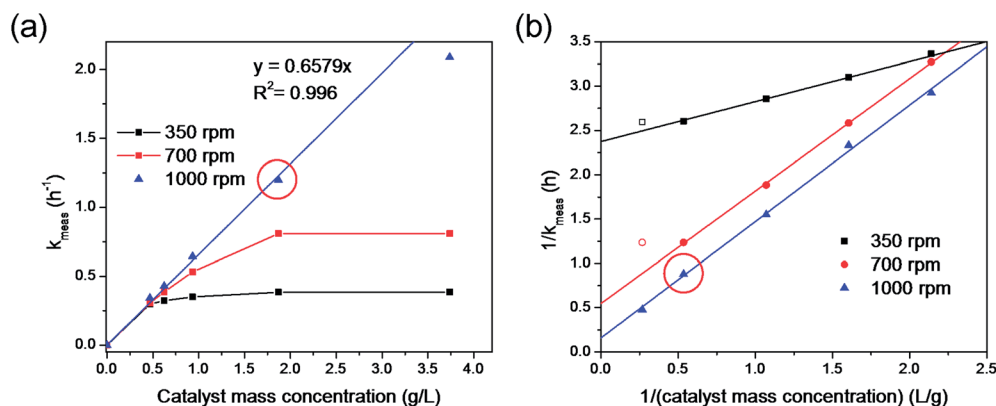 (a)
y = 0.6579x
R²= 0.996
350 rpm
700 rpm
1000 rpm
k_meas (h⁻¹)
2.0
1.5
1.0
0.5
0.0
0.0 0.5 1.0 1.5 2.0 2.5 3.0 3.5 4.0
Catalyst mass concentration (g/L)
(b)
1/k_meas (h)
3.5
3.0
2.5
2.0
1.5
1.0
0.5
0.0
350 rpm
700 rpm
1000 rpm
0.0 0.5 1.0 1.5 2.0 2.5
1/(catalyst mass concentration) (L/g)